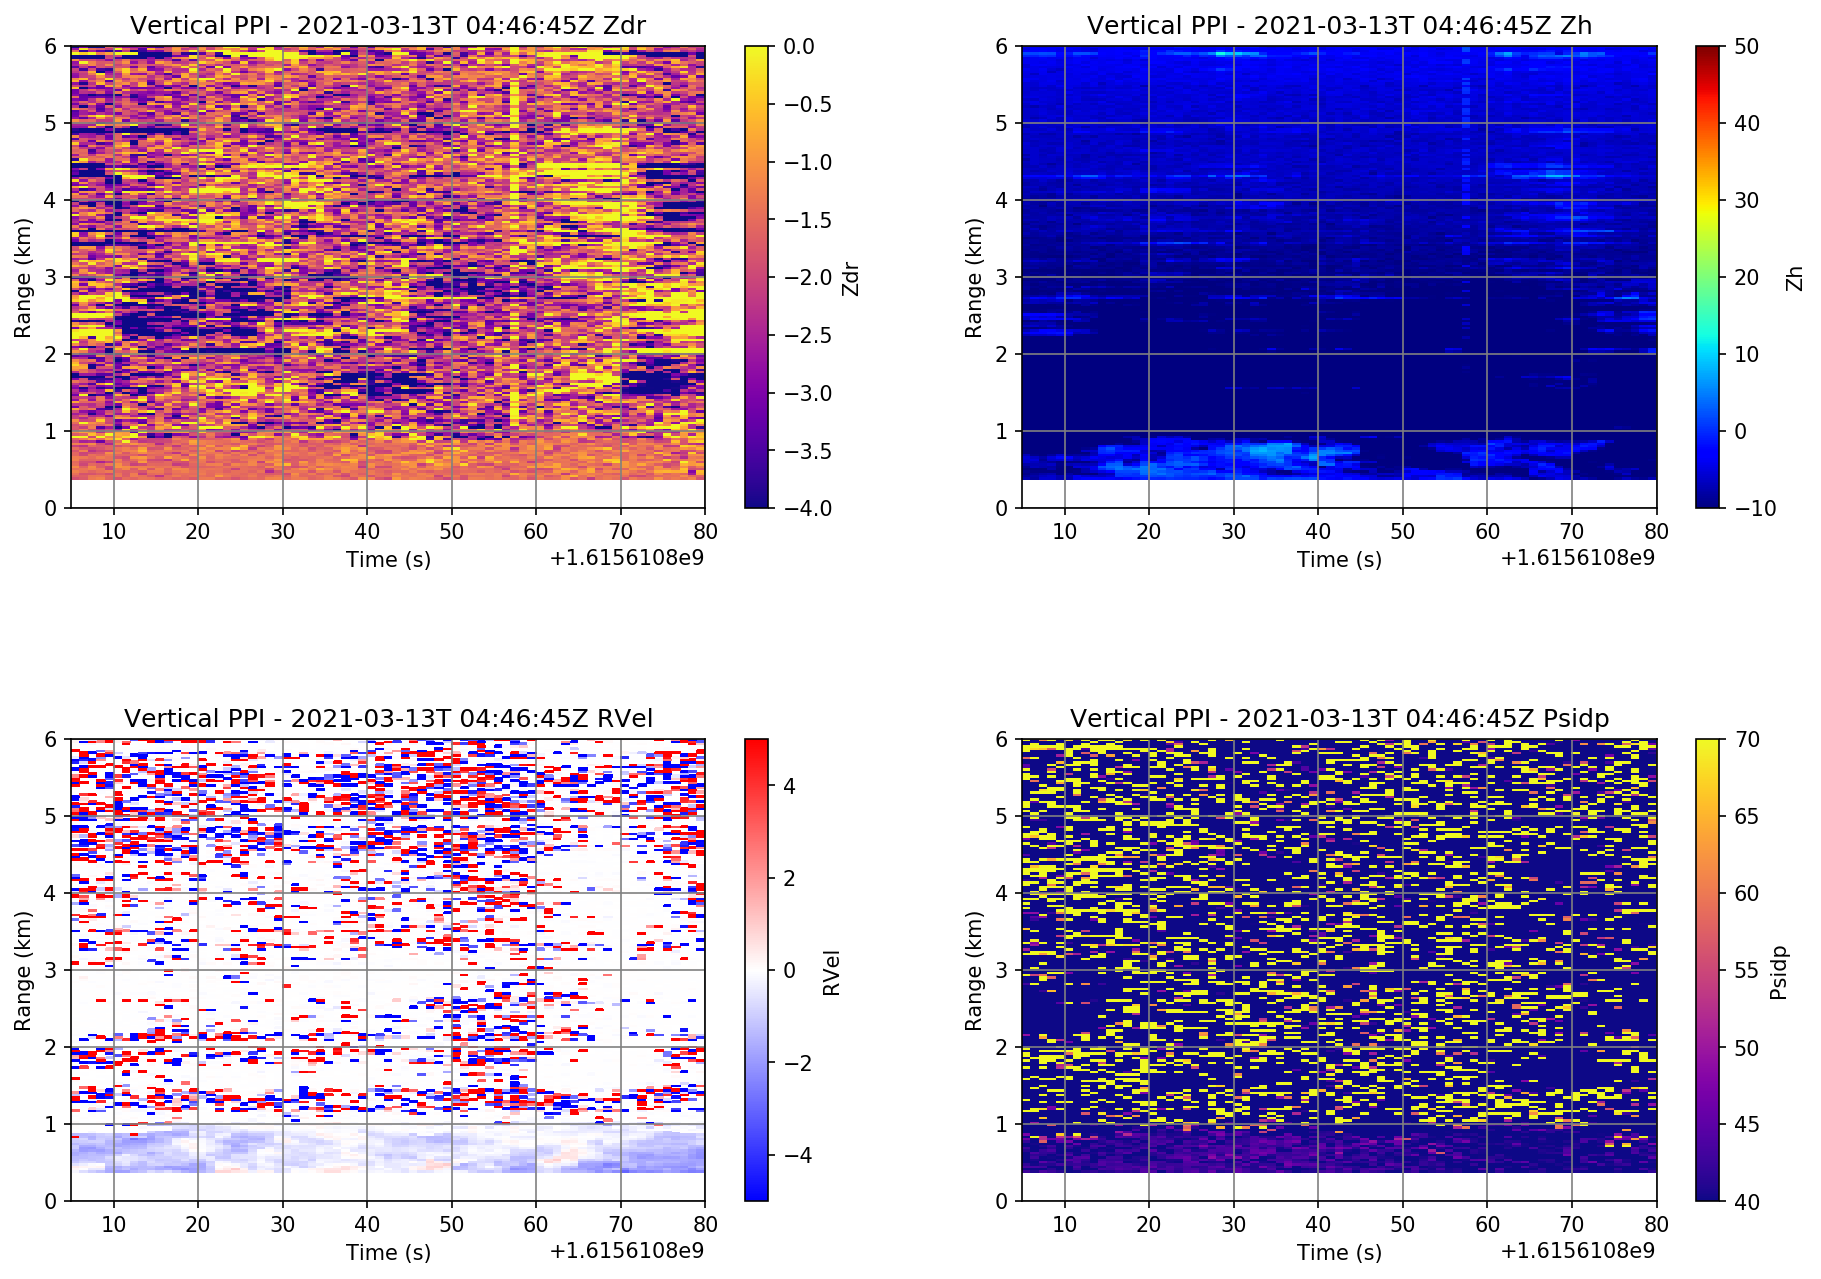 Vertical PPI - 2021-03-13T 04:46:45Z Zdr
6
5
4
3
2
1
0
Range (km)
10 20 30 40 50 60 70 80
Time (s)
+1.6156108e9
0.0
−0.5
−1.0
−1.5
−2.0
−2.5
−3.0
−3.5
−4.0
Zdr
Vertical PPI - 2021-03-13T 04:46:45Z Zh
6
5
4
3
2
1
0
Range (km)
10 20 30 40 50 60 70 80
Time (s)
+1.6156108e9
50
40
30
20
10
0
−10
Zh
Vertical PPI - 2021-03-13T 04:46:45Z RVel
6
5
4
3
2
1
0
Range (km)
10 20 30 40 50 60 70 80
Time (s)
+1.6156108e9
4
2
0
−2
−4
RVel
Vertical PPI - 2021-03-13T 04:46:45Z Psidp
6
5
4
3
2
1
0
Range (km)
10 20 30 40 50 60 70 80
Time (s)
+1.6156108e9
70
65
60
55
50
45
40
Psidp